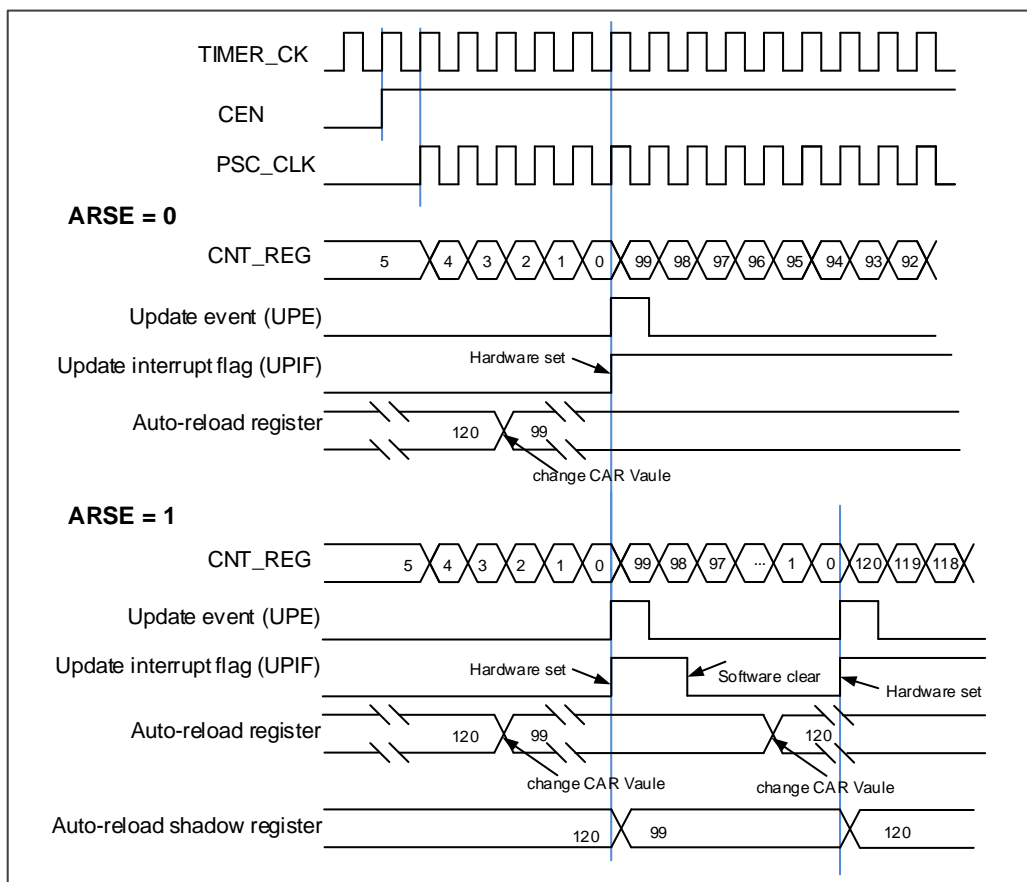 TIMER_CK
CEN
PSC_CLK
ARSE = 0
CNT_REG 5 4 3 2 1 0 99 98 97 96 95 94 93 92
Update event (UPE)
Update interrupt flag (UPIF) Hardware set
Auto-reload register 120 99
change CAR Vaule
ARSE = 1
CNT_REG 5 4 3 2 1 0 99 98 97 ... 1 0 120 119 118
Update event (UPE)
Update interrupt flag (UPIF) Hardware set Software clear Hardware set
Auto-reload register 120 99 120
change CAR Vaule change CAR Vaule
Auto-reload shadow register 120 99 120